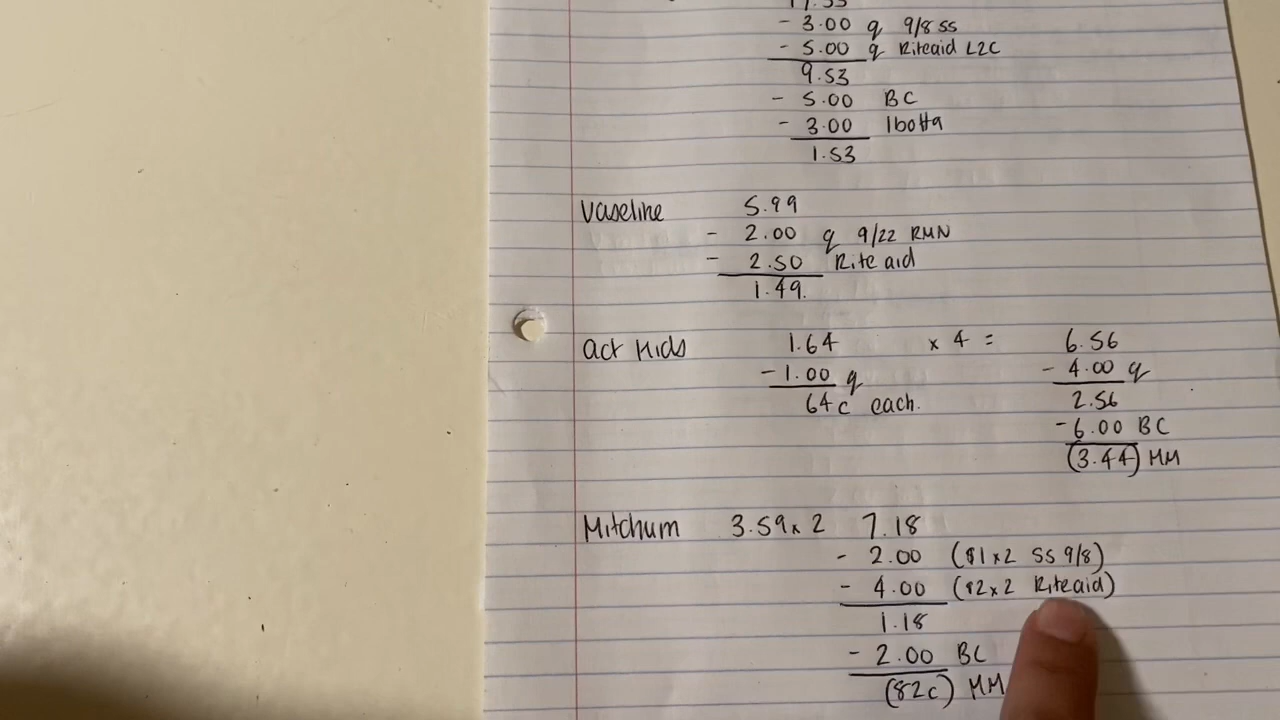 - 3.00 q 9/8 SS
- 5.00 q Riteaid L2C
9.53
- 5.00 BC
- 3.00 Ibotta
1.53
Vaseline 5.99
- 2.00 q 9/22 RMN
- 2.50 Rite aid
1.49.
act Kids 1.64 x 4 = 6.56
- 1.00 q - 4.00 q
64c each. 2.56
- 6.00 BC
(3.44) MM
Mitchum 3.59 x 2 7.18
- 2.00 ($1x2 SS 9/8)
- 4.00 ($2x2 Riteaid)
1.18
- 2.00 BC
(82c) MM